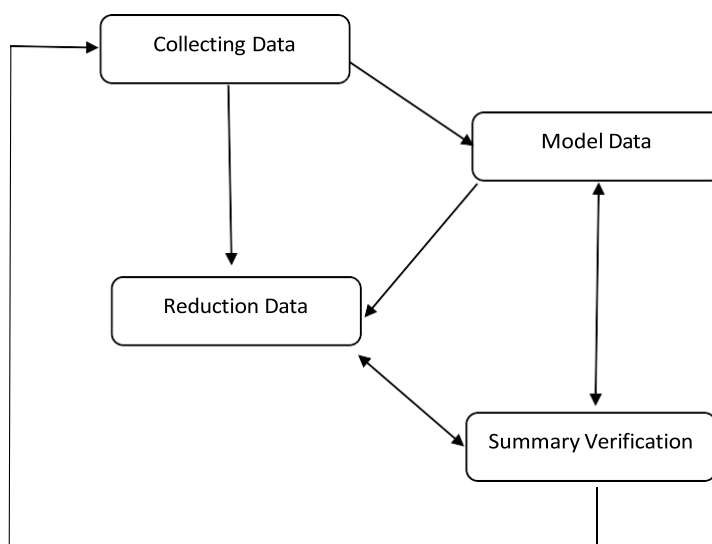 Collecting Data
Model Data
Reduction Data
Summary Verification